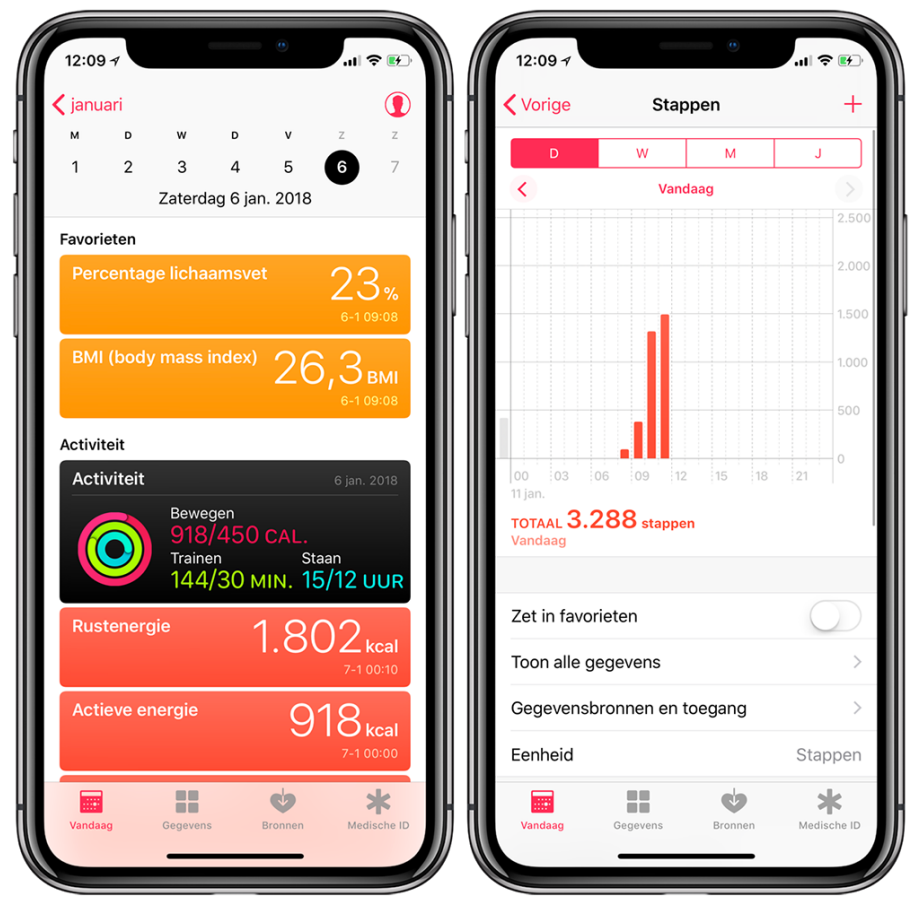 12:09
januari
M D W D V Z Z
1 2 3 4 5 6 7
Zaterdag 6 jan. 2018
Favorieten
Percentage lichaamsvet
23 %
6-1 09:08
BMI (body mass index)
26,3 BMI
6-1 09:08
Activiteit
Activiteit 6 jan. 2018
Bewegen
918/450 CAL.
Trainen Staan
144/30 MIN. 15/12 UUR
Rustenergie
1.802 kcal
7-1 00:10
Actieve energie
918 kcal
7-1 00:00
Vandaag Gegevens Bronnen Medische ID
12:09
Vorige Stappen +
D W M J
Vandaag
2.500
2.000
1.500
1.000
500
0
00 03 06 09 12 15 18 21
11 jan.
TOTAAL 3.288 stappen
Vandaag
Zet in favorieten
Toon alle gegevens
Gegevensbronnen en toegang
Eenheid Stappen
Vandaag Gegevens Bronnen Medische ID